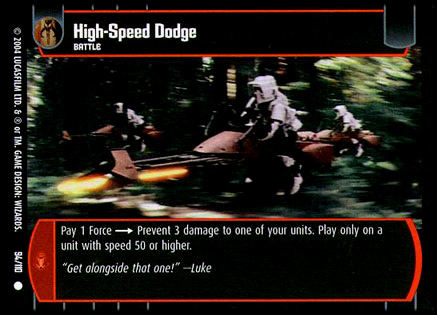 High-Speed Dodge
BATTLE
Pay 1 Force → Prevent 3 damage to one of your units. Play only on a
unit with speed 50 or higher.
"Get alongside that one!" –Luke
© 2004 LUCASFILM LTD. & ® or TM. GAME DESIGN: WIZARDS.
94/110